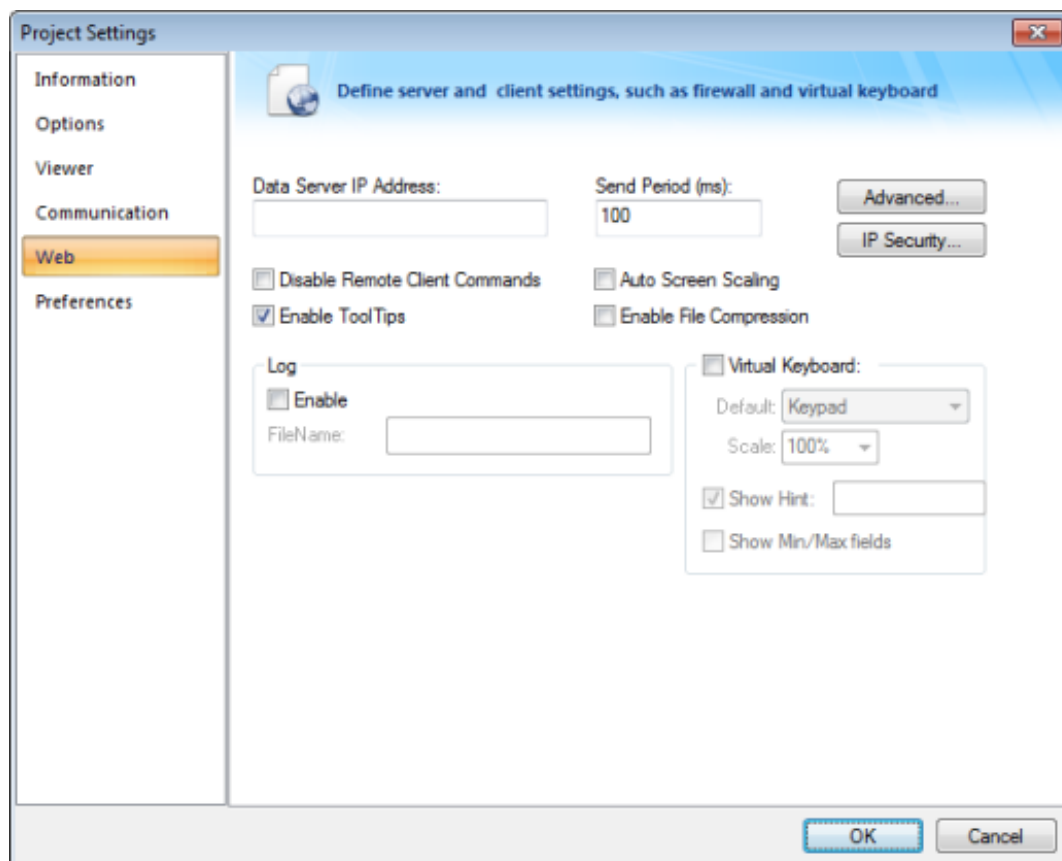 Project Settings
Information
Options
Viewer
Communication
Web
Preferences
Define server and client settings, such as firewall and virtual keyboard
Data Server IP Address:
Send Period (ms):
100
Advanced...
IP Security...
Disable Remote Client Commands
Auto Screen Scaling
Enable ToolTips
Enable File Compression
Log
Enable
FileName:
Virtual Keyboard:
Default: Keypad
Scale: 100%
Show Hint:
Show Min/Max fields
OK
Cancel